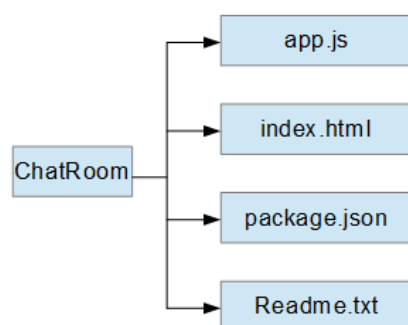 app.js
index.html
ChatRoom
package.json
Readme.txt